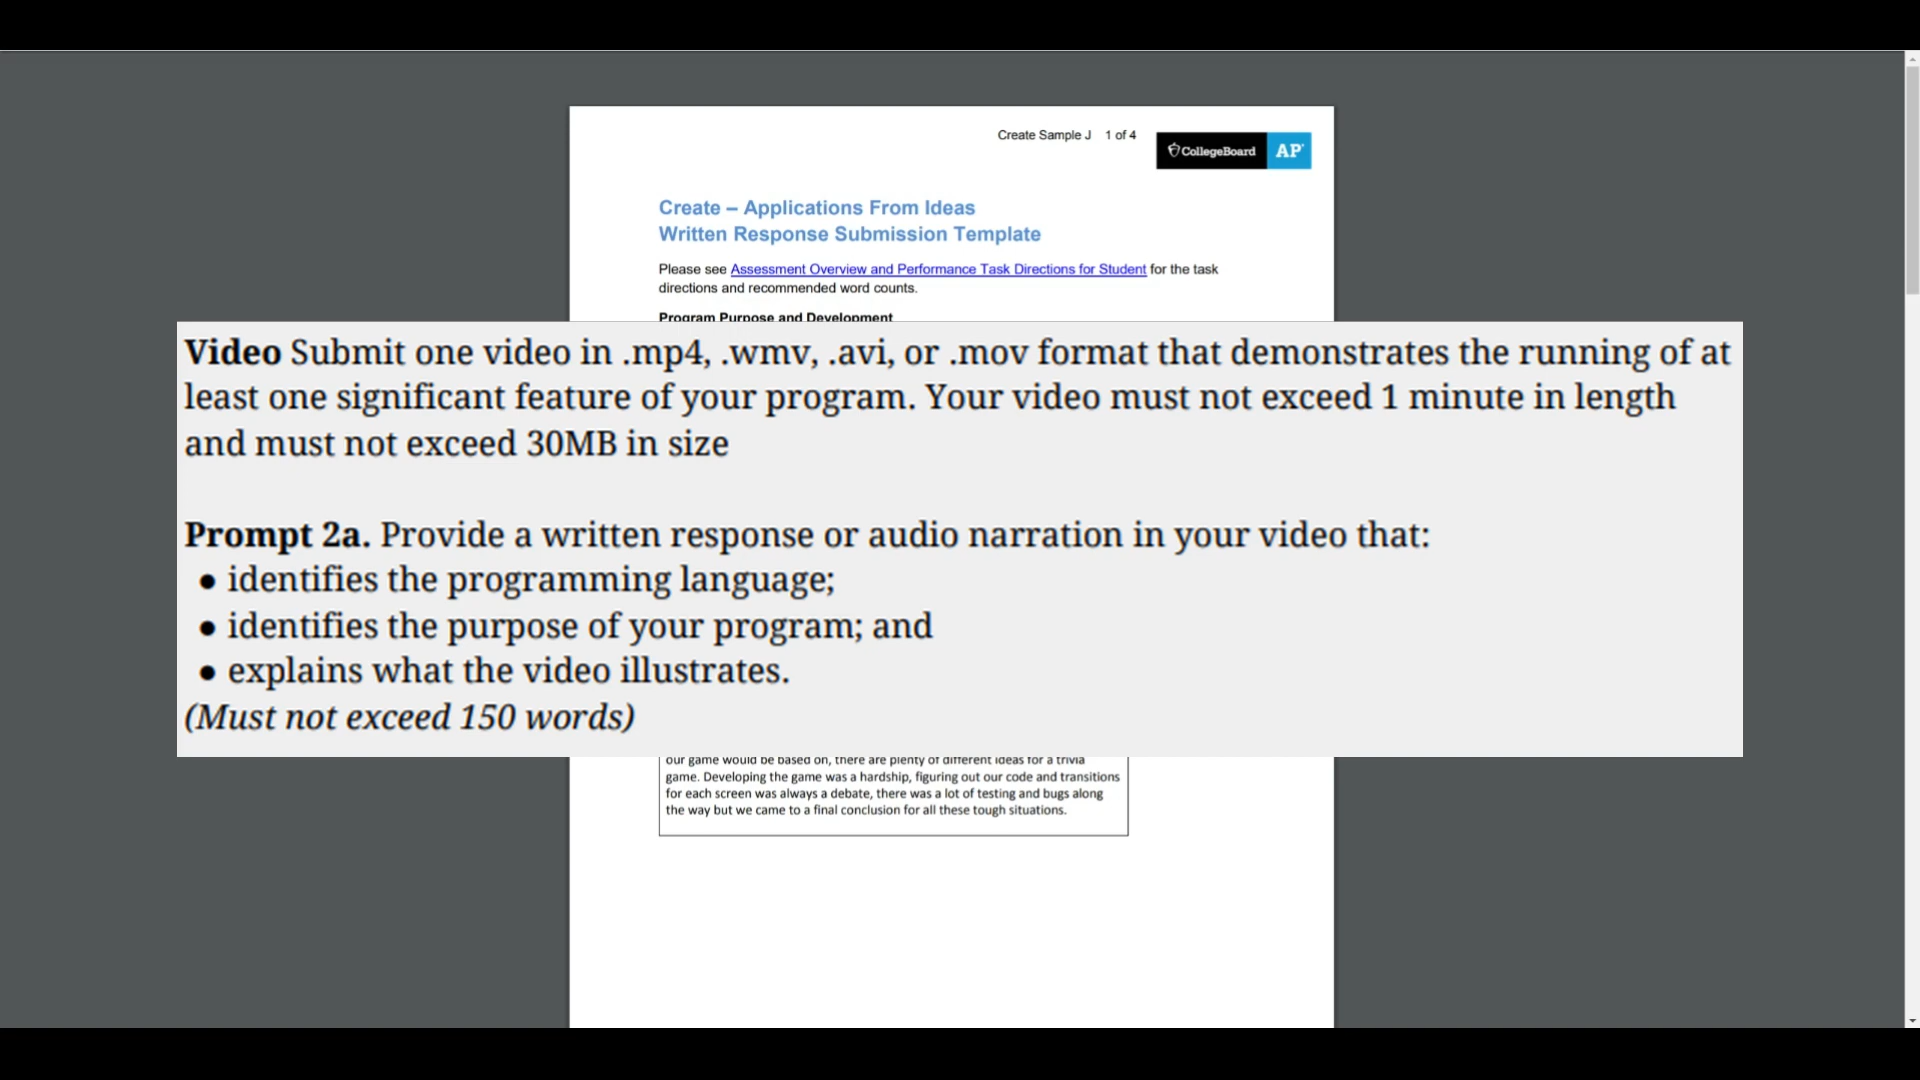 Create Sample J 1 of 4
CollegeBoard AP
Create – Applications From Ideas
Written Response Submission Template
Please see Assessment Overview and Performance Task Directions for Student for the task
directions and recommended word counts.
Program Purpose and Development
Video Submit one video in .mp4, .wmv, .avi, or .mov format that demonstrates the running of at
least one significant feature of your program. Your video must not exceed 1 minute in length
and must not exceed 30MB in size
Prompt 2a. Provide a written response or audio narration in your video that:
● identifies the programming language;
● identifies the purpose of your program; and
● explains what the video illustrates.
(Must not exceed 150 words)
our game would be based on, there are plenty of different ideas for a trivia
game. Developing the game was a hardship, figuring out our code and transitions
for each screen was always a debate, there was a lot of testing and bugs along
the way but we came to a final conclusion for all these tough situations.